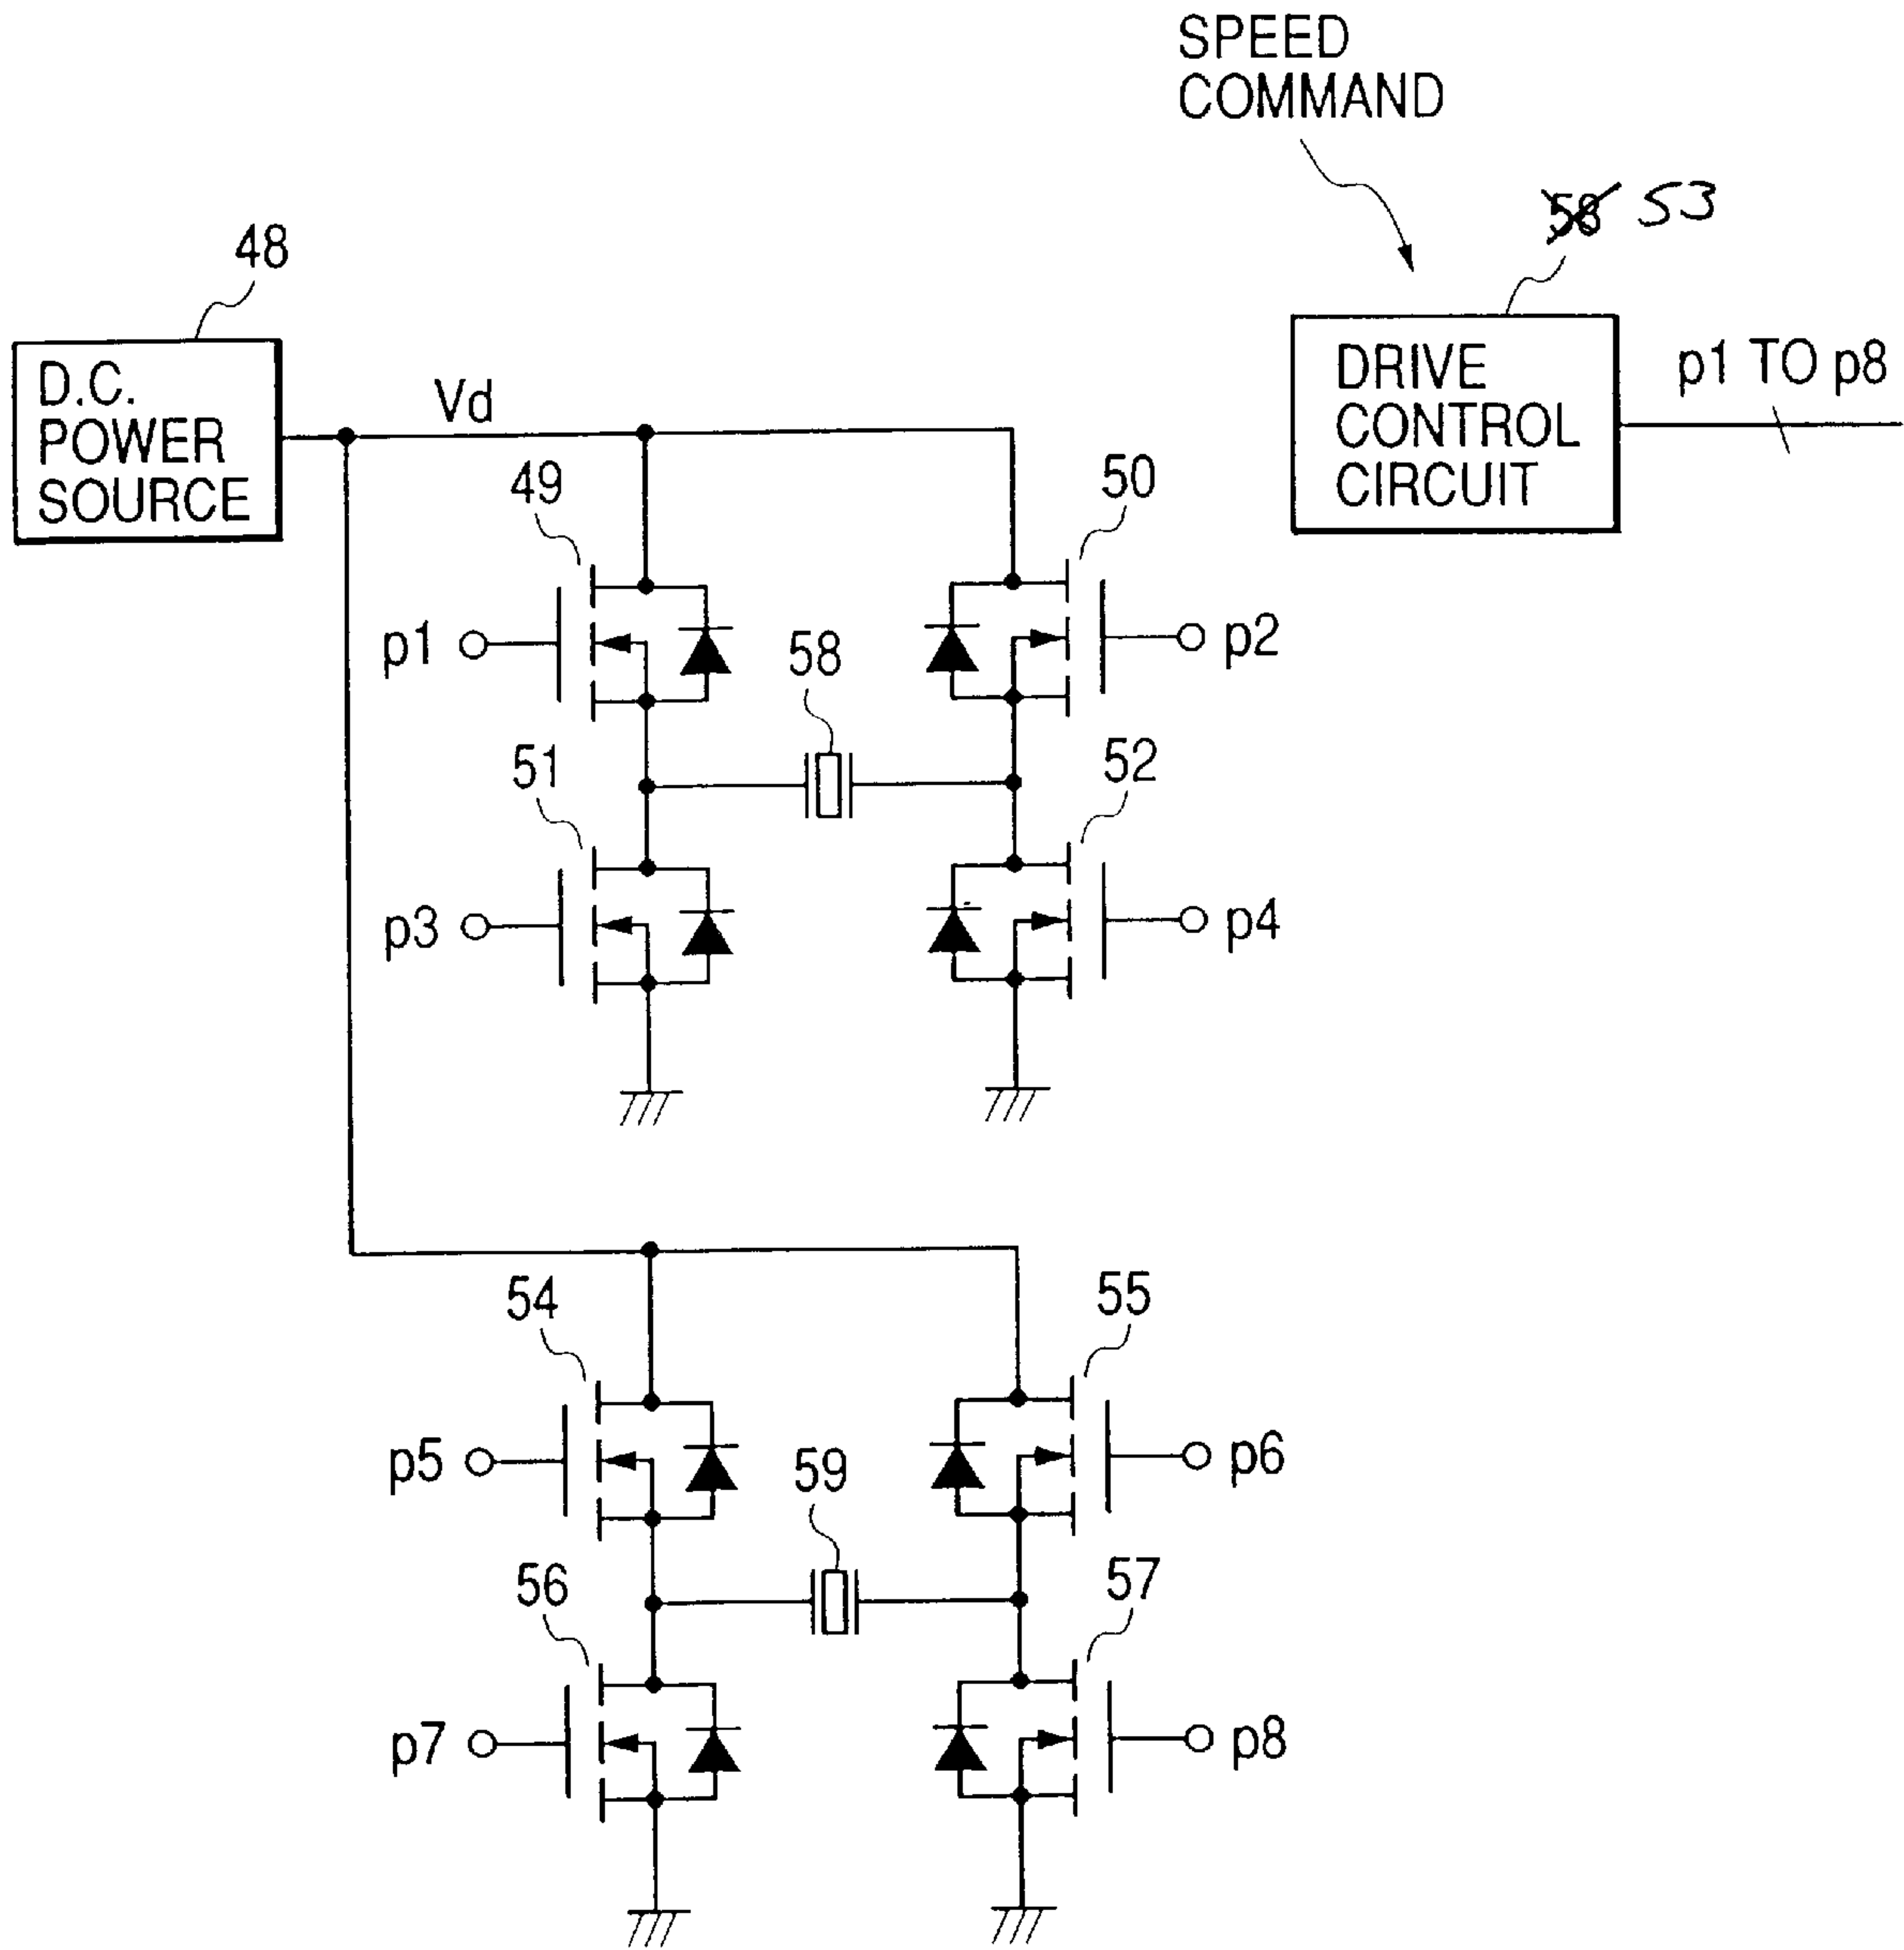 SPEED
COMMAND
58 53
48
D.C.
POWER
SOURCE
Vd
DRIVE
CONTROL
CIRCUIT
p1 TO p8
49
50
p1
p2
58
51
52
p3
p4
54
55
p5
p6
59
56
57
p7
p8